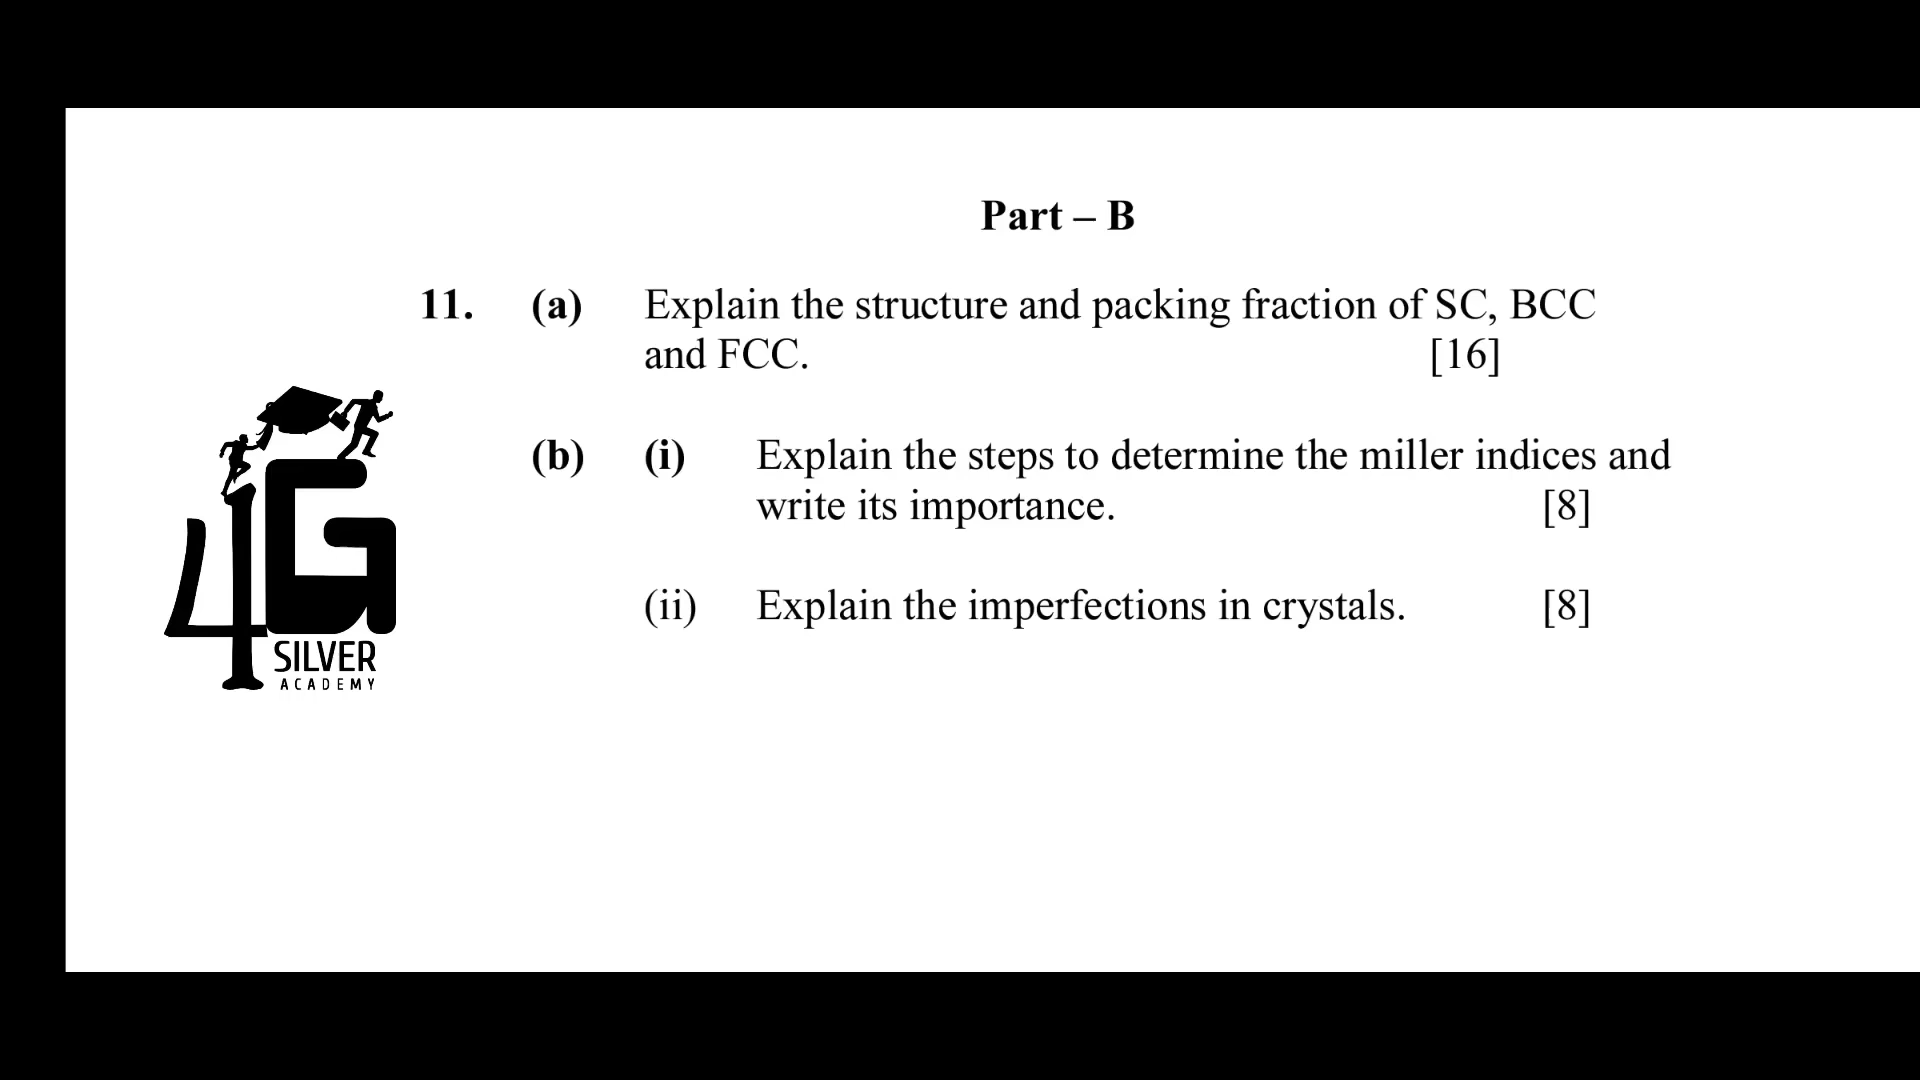 Part – B
11. (a) Explain the structure and packing fraction of SC, BCC
and FCC. [16]
(b) (i) Explain the steps to determine the miller indices and
write its importance. [8]
(ii) Explain the imperfections in crystals. [8]
4G
SILVER
ACADEMY